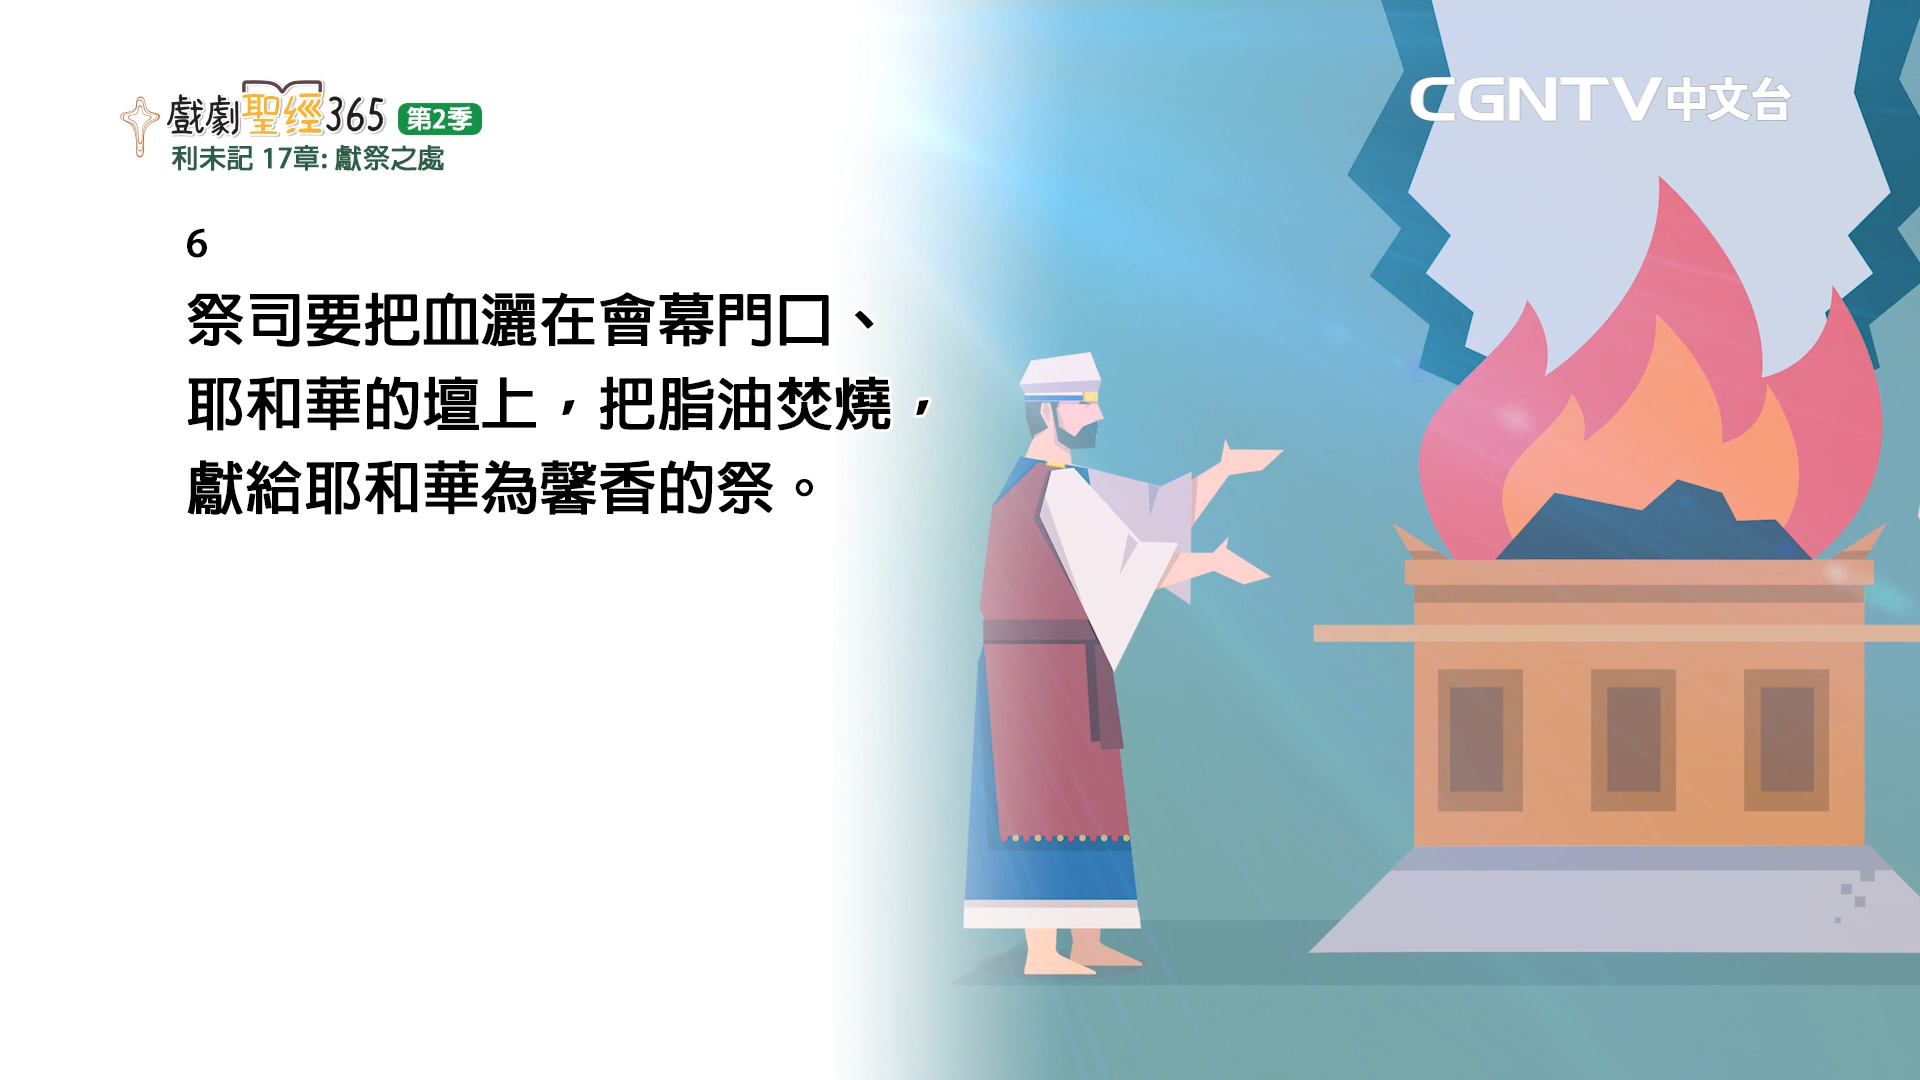 戲劇聖經365 第2季
利未記 17章: 獻祭之處
CGNTV中文台
6
祭司要把血灑在會幕門口、
耶和華的壇上，把脂油焚燒，
獻給耶和華為馨香的祭。